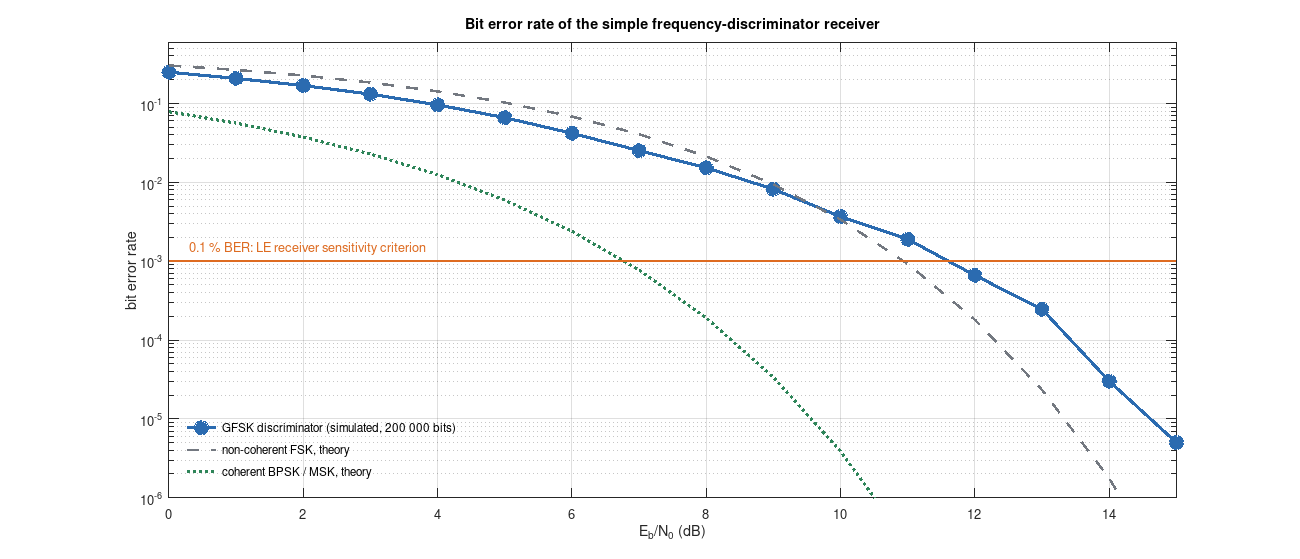 Bit error rate of the simple frequency-discriminator receiver
bit error rate
10⁻¹
10⁻²
10⁻³
10⁻⁴
10⁻⁵
10⁻⁶
0.1 % BER: LE receiver sensitivity criterion
GFSK discriminator (simulated, 200 000 bits)
non-coherent FSK, theory
coherent BPSK / MSK, theory
0 2 4 6 8 10 12 14
E_b/N_0 (dB)